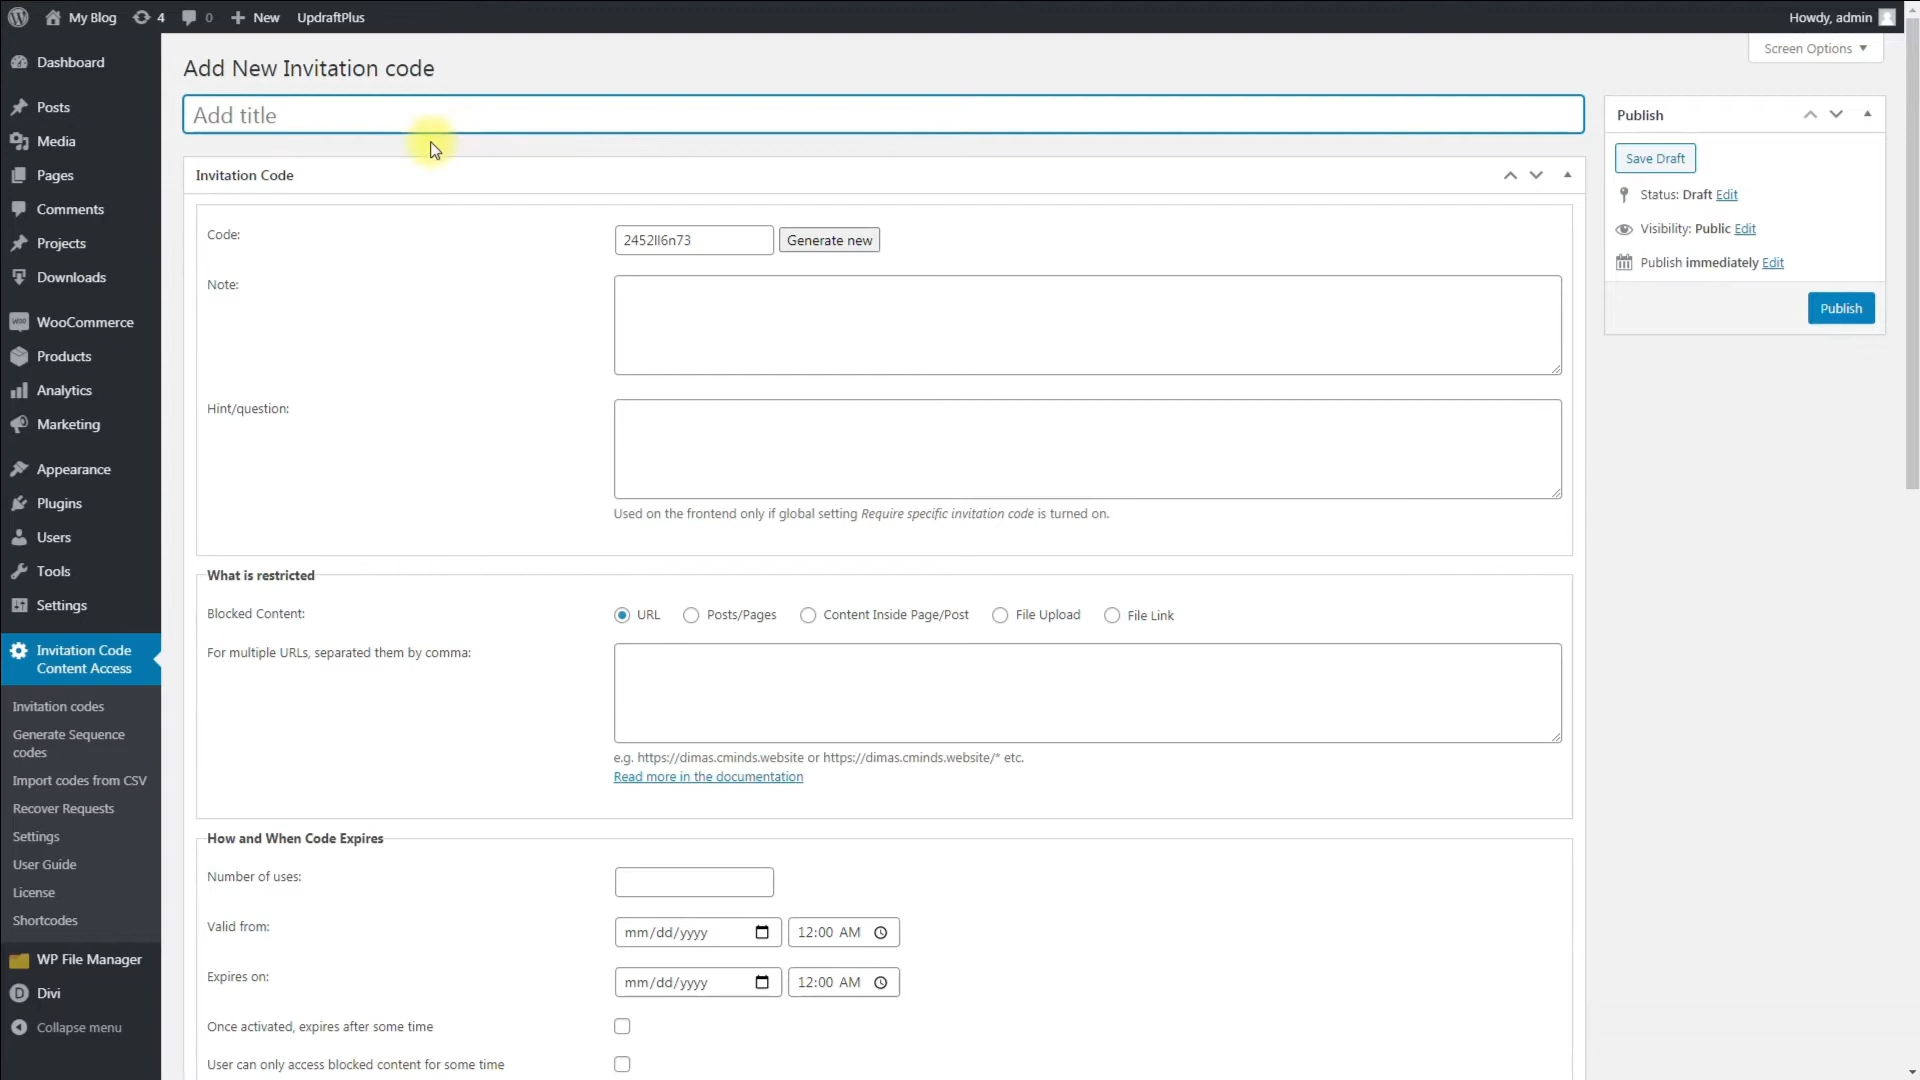 My Blog
4
0
New
UpdraftPlus
Howdy, admin
Screen Options
Dashboard
Posts
Media
Pages
Comments
Projects
Downloads
WooCommerce
Products
Analytics
Marketing
Appearance
Plugins
Users
Tools
Settings
Invitation Code
Content Access
Invitation codes
Generate Sequence
codes
Import codes from CSV
Recover Requests
Settings
User Guide
License
Shortcodes
WP File Manager
Divi
Collapse menu
Add New Invitation code
Add title
Invitation Code
Code:
2452ll6n73
Generate new
Note:
Hint/question:
Used on the frontend only if global setting Require specific invitation code is turned on.
What is restricted
Blocked Content:
URL
Posts/Pages
Content Inside Page/Post
File Upload
File Link
For multiple URLs, separated them by comma:
e.g. https://dimas.cminds.website or https://dimas.cminds.website/* etc.
Read more in the documentation
How and When Code Expires
Number of uses:
Valid from:
mm/dd/yyyy
12:00 AM
Expires on:
mm/dd/yyyy
12:00 AM
Once activated, expires after some time
User can only access blocked content for some time
Publish
Save Draft
Status: Draft Edit
Visibility: Public Edit
Publish immediately Edit
Publish